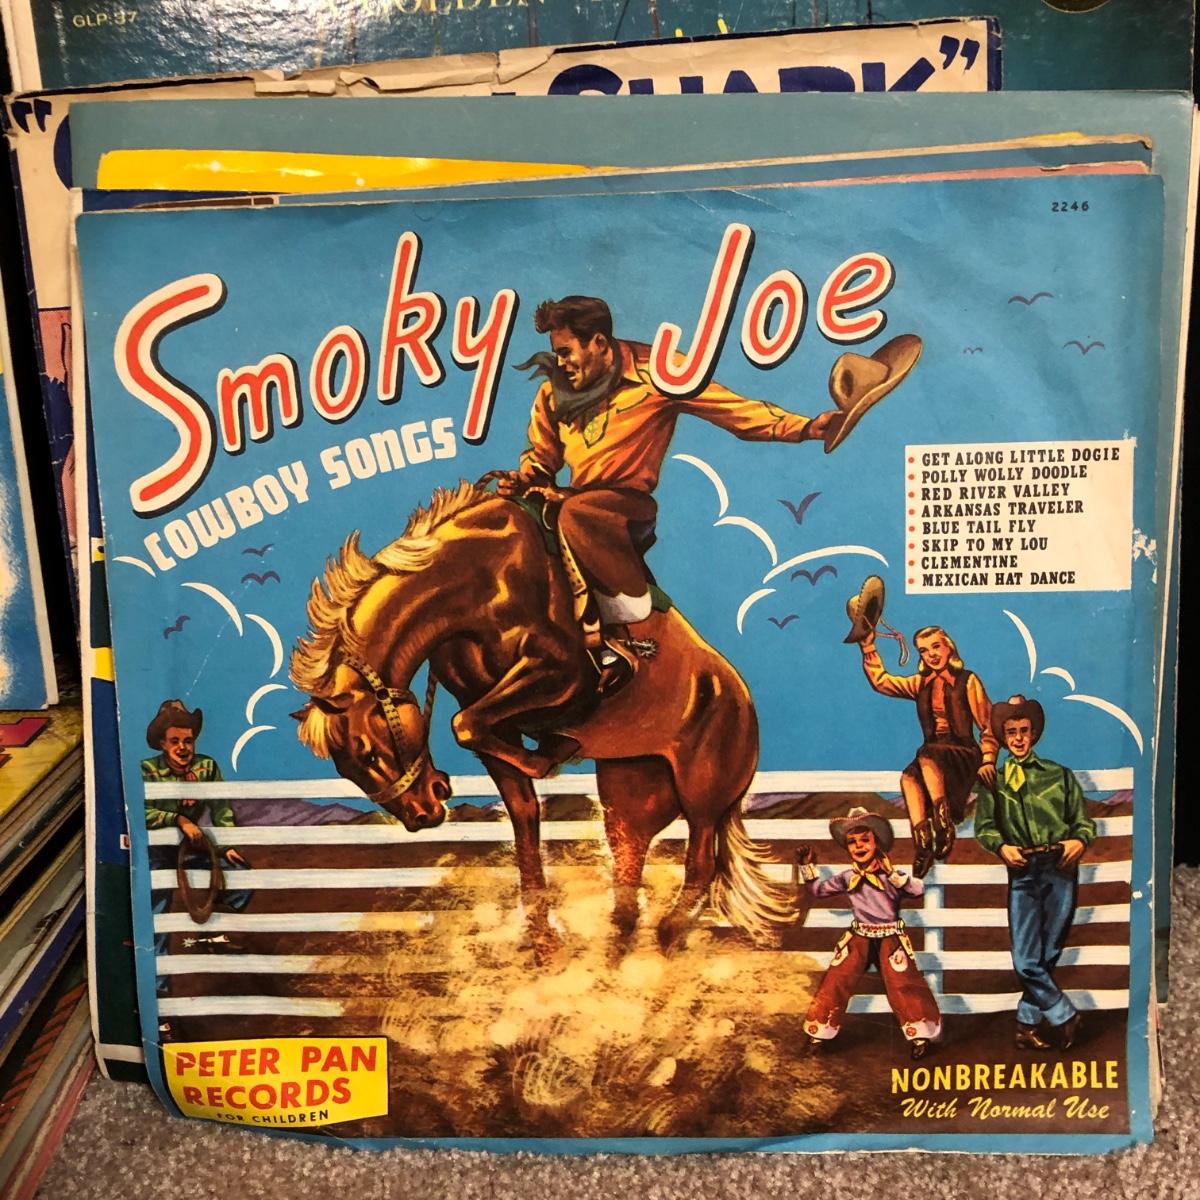 GLP 37
SHARK"
2246
Smoky Joe
COWBOY SONGS
• GET ALONG LITTLE DOGIE
• POLLY WOLLY DOODLE
• RED RIVER VALLEY
• ARKANSAS TRAVELER
• BLUE TAIL FLY
• SKIP TO MY LOU
• CLEMENTINE
• MEXICAN HAT DANCE
PETER PAN
RECORDS
FOR CHILDREN
NONBREAKABLE
With Normal Use